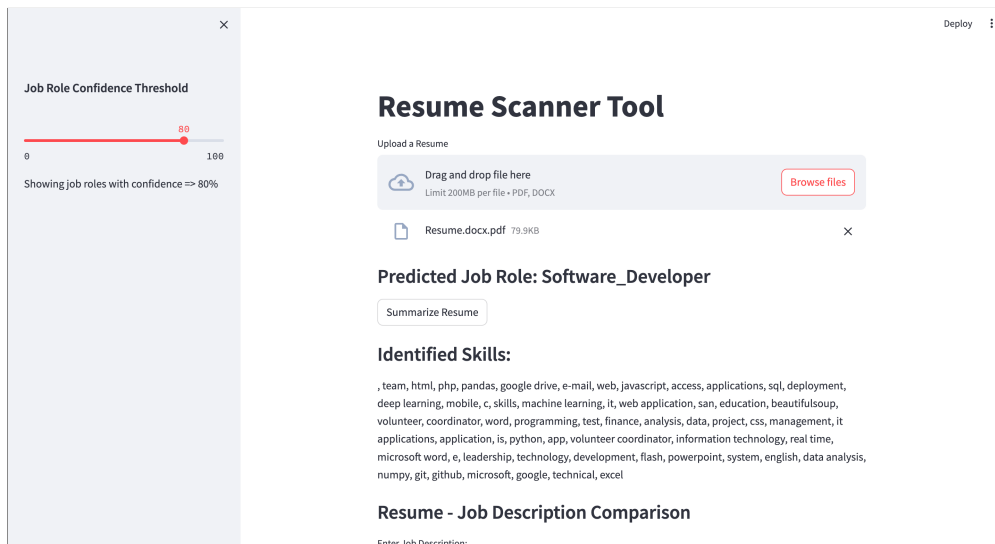 Deploy
Job Role Confidence Threshold
80
0 100
Showing job roles with confidence => 80%
Resume Scanner Tool
Upload a Resume
Drag and drop file here
Limit 200MB per file • PDF, DOCX
Browse files
Resume.docx.pdf 79.9KB
Predicted Job Role: Software_Developer
Summarize Resume
Identified Skills:
, team, html, php, pandas, google drive, e-mail, web, javascript, access, applications, sql, deployment,
deep learning, mobile, c, skills, machine learning, it, web application, san, education, beautifulsoup,
volunteer, coordinator, word, programming, test, finance, analysis, data, project, css, management, it
applications, application, is, python, app, volunteer coordinator, information technology, real time,
microsoft word, e, leadership, technology, development, flash, powerpoint, system, english, data analysis,
numpy, git, github, microsoft, google, technical, excel
Resume - Job Description Comparison
Enter Job Description: